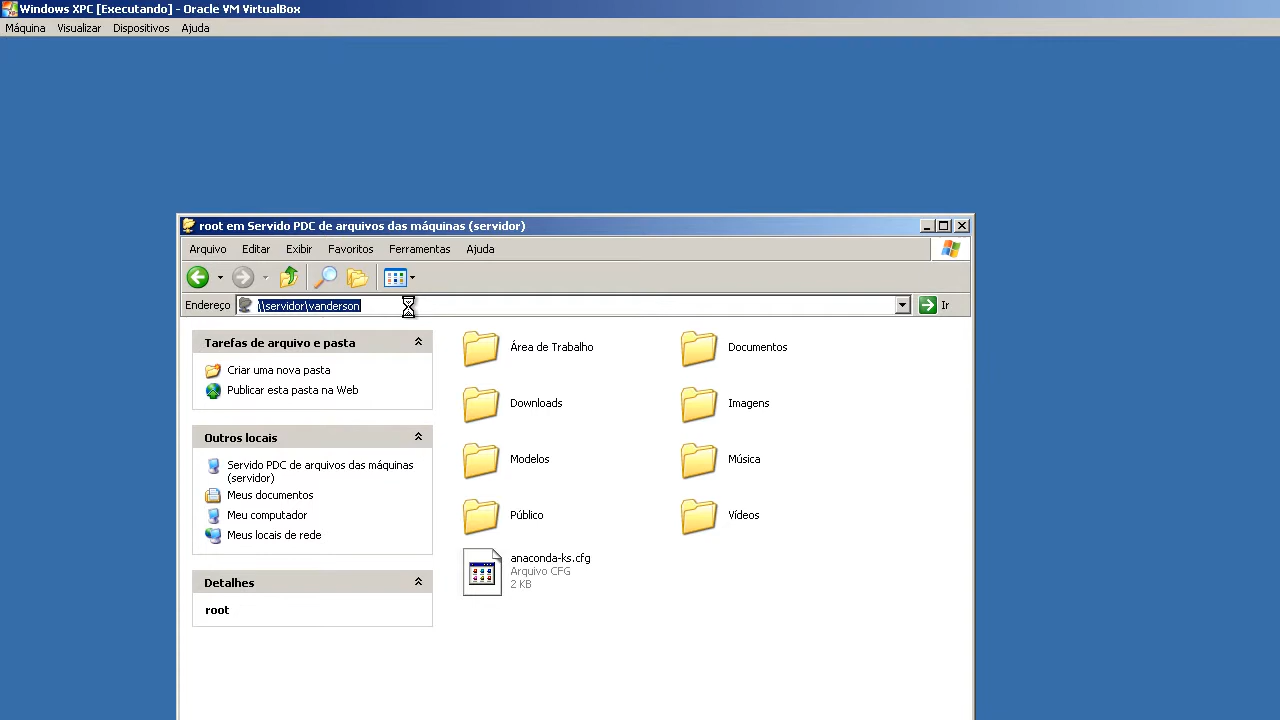 Windows XPC [Executando] - Oracle VM VirtualBox
Máquina Visualizar Dispositivos Ajuda
root em Servido PDC de arquivos das máquinas (servidor)
Arquivo Editar Exibir Favoritos Ferramentas Ajuda
Endereço \\servidor\vanderson Ir
Tarefas de arquivo e pasta
Criar uma nova pasta
Publicar esta pasta na Web
Outros locais
Servido PDC de arquivos das máquinas
(servidor)
Meus documentos
Meu computador
Meus locais de rede
Detalhes
root
Área de Trabalho
Documentos
Downloads
Imagens
Modelos
Música
Público
Vídeos
anaconda-ks.cfg
Arquivo CFG
2 KB